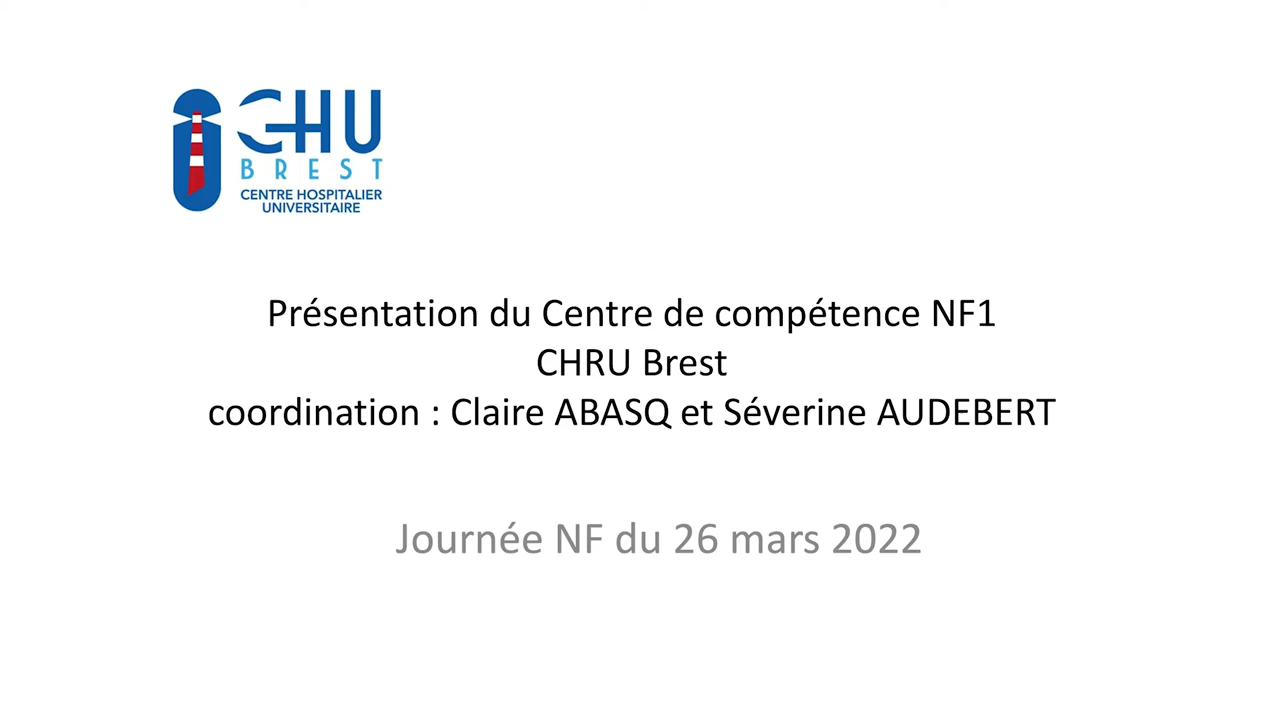 CHU
BREST
CENTRE HOSPITALIER
UNIVERSITAIRE
Présentation du Centre de compétence NF1
CHRU Brest
coordination : Claire ABASQ et Séverine AUDEBERT
Journée NF du 26 mars 2022